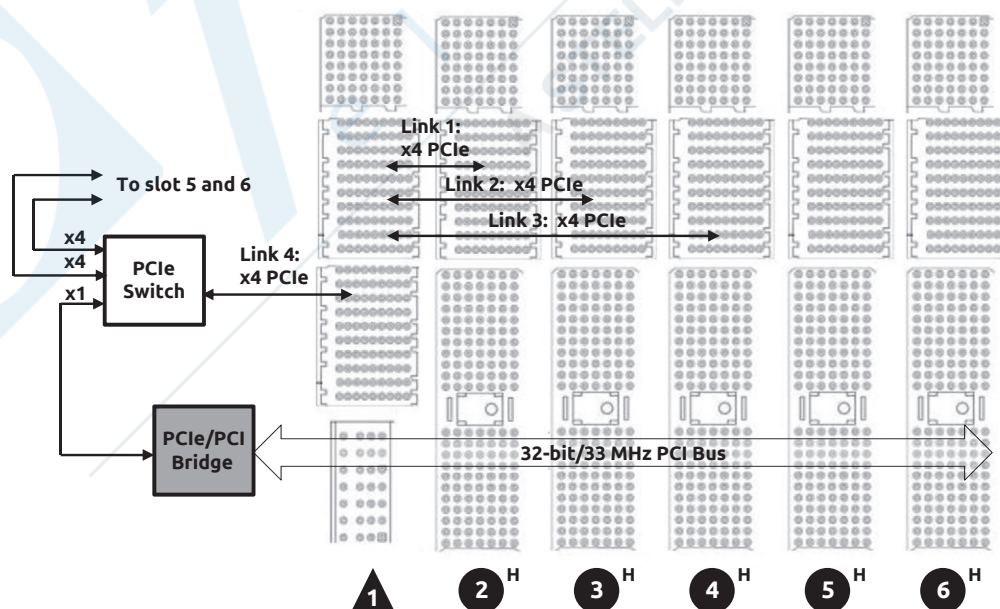 Link 1:
x4 PCIe
To slot 5 and 6
Link 2: x4 PCIe
Link 3: x4 PCIe
x4
x4
x1
PCIe
Switch
Link 4:
x4 PCIe
PCIe/PCI
Bridge
32-bit/33 MHz PCI Bus
1
2 H
3 H
4 H
5 H
6 H